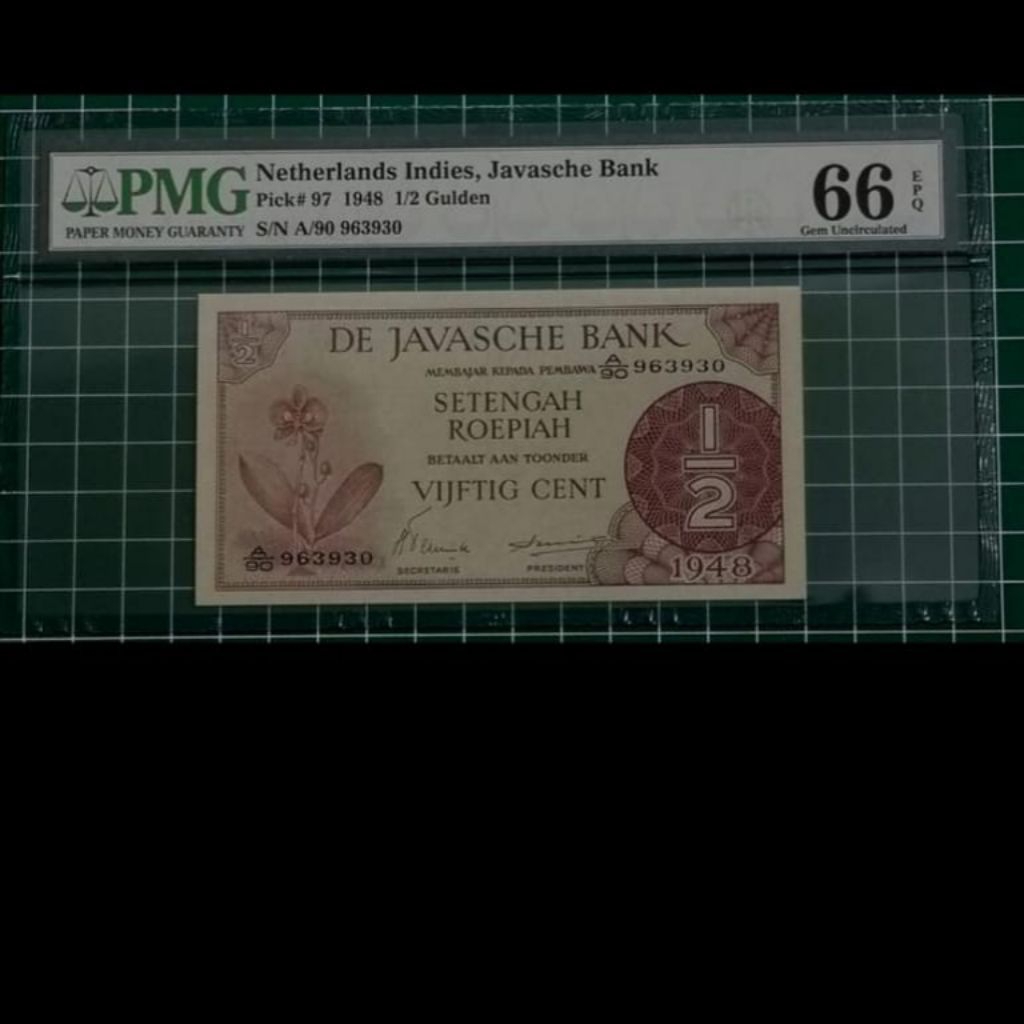 PMG
PAPER MONEY GUARANTY
Netherlands Indies, Javasche Bank
Pick# 97 1948 1/2 Gulden
S/N A/90 963930
66
EPQ
Gem Uncirculated
1/2
DE JAVASCHE BANK
MEMBAJAR KEPADA PEMBAWA A/90 963930
SETENGAH
ROEPIAH
BETAALT AAN TOONDER
VIJFTIG CENT
1/2
A/90 963930
SECRETARIS
PRESIDENT
1948